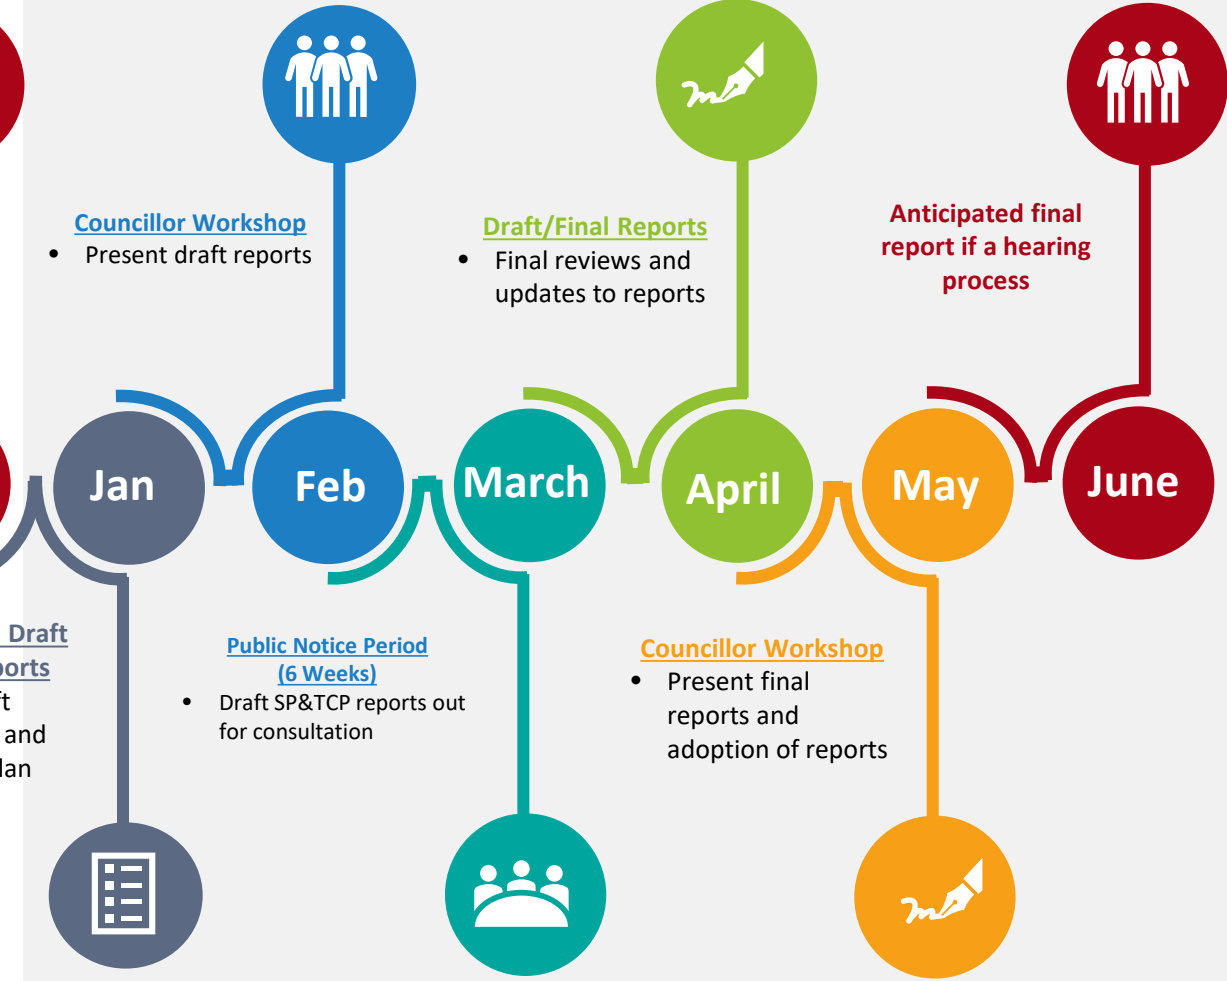 Councillor Workshop
• Present draft reports
Draft/Final Reports
• Final reviews and
updates to reports
Anticipated final
report if a hearing
process
Jan
Feb
March
April
May
June
Draft
and
Public Notice Period
(6 Weeks)
• Draft SP&TCP reports out
for consultation
Councillor Workshop
• Present final
reports and
adoption of reports